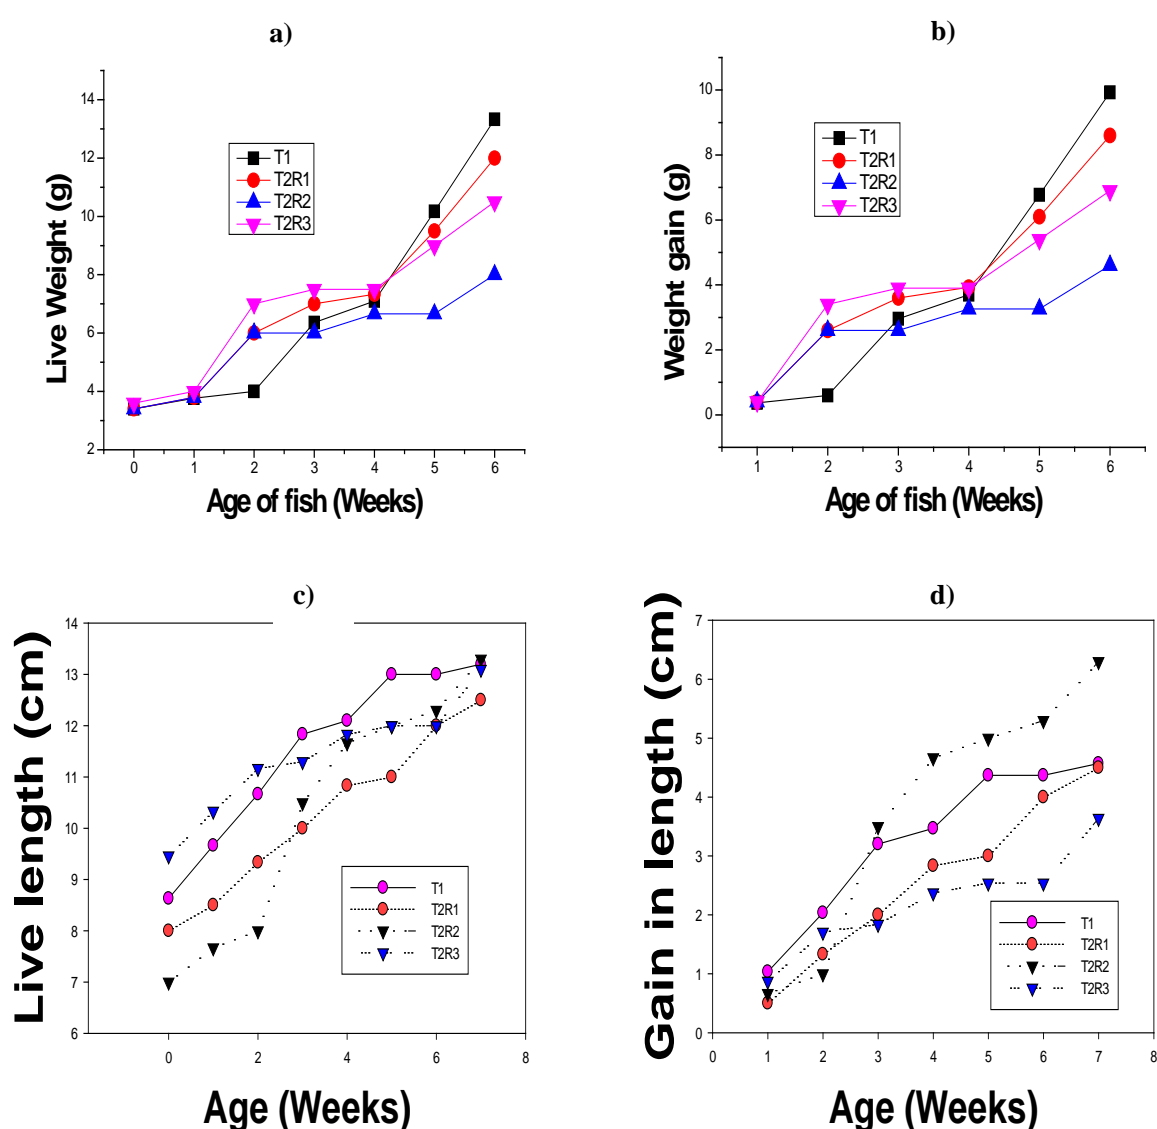 a)
Live Weight (g)
14
12
10
8
6
4
2
T1
T2R1
T2R2
T2R3
0 1 2 3 4 5 6
Age of fish (Weeks)
b)
Weight gain (g)
10
8
6
4
2
0
T1
T2R1
T2R2
T2R3
1 2 3 4 5 6
Age of fish (Weeks)
c)
Live length (cm)
14
13
12
11
10
9
8
7
6
T1
T2R1
T2R2
T2R3
0 2 4 6 8
Age (Weeks)
d)
Gain in length (cm)
7
6
5
4
3
2
1
0
T1
T2R1
T2R2
T2R3
0 1 2 3 4 5 6 7 8
Age (Weeks)